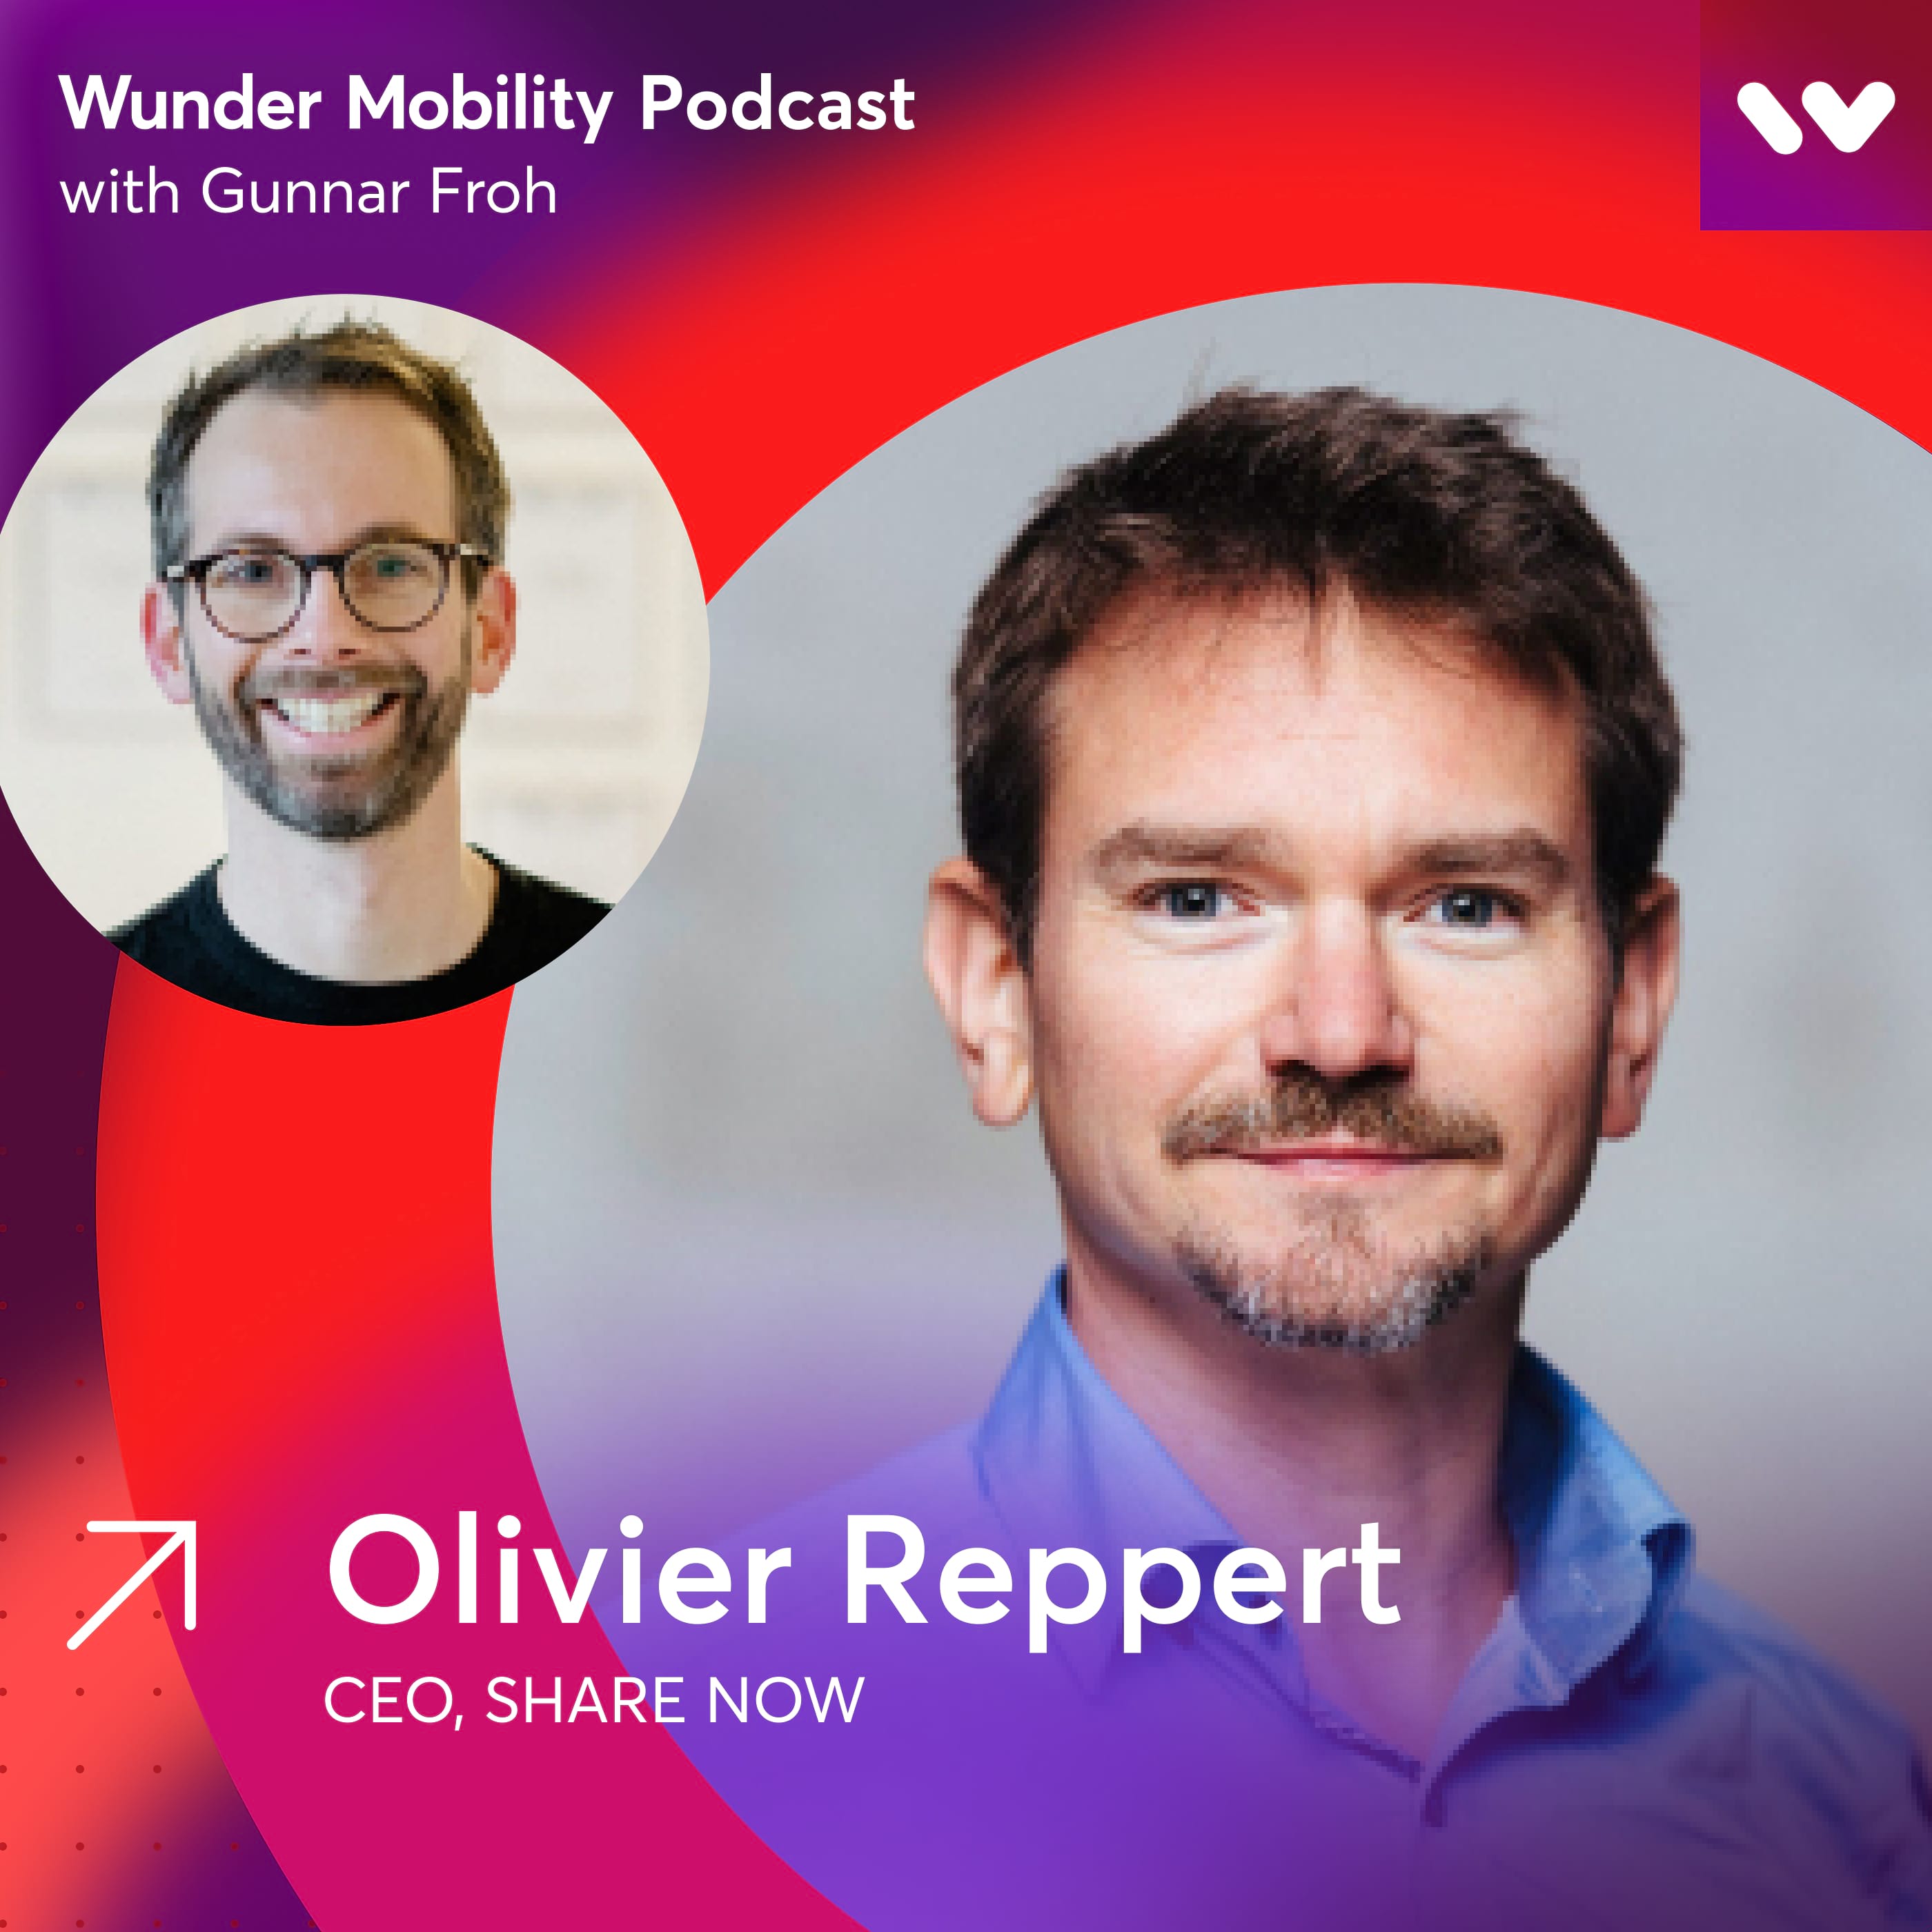 Wunder Mobility Podcast
with Gunnar Froh
Olivier Reppert
CEO, SHARE NOW